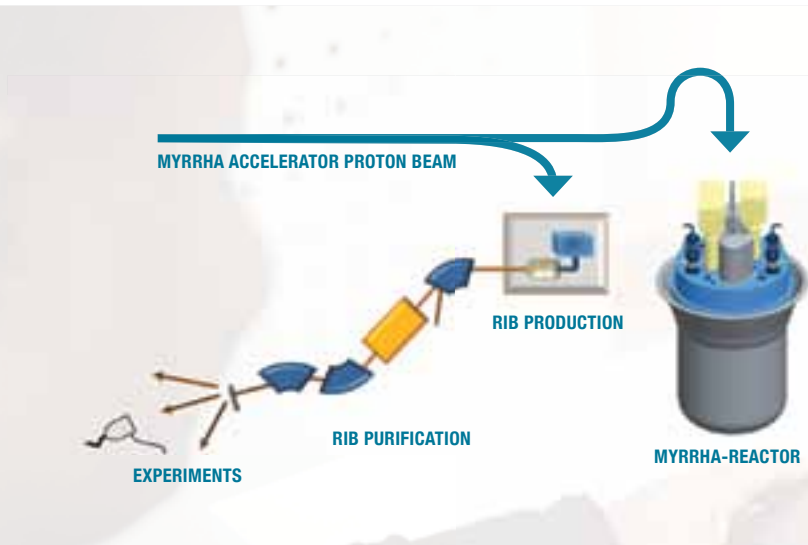 MYRRHA ACCELERATOR PROTON BEAM
RIB PRODUCTION
RIB PURIFICATION
MYRRHA-REACTOR
EXPERIMENTS